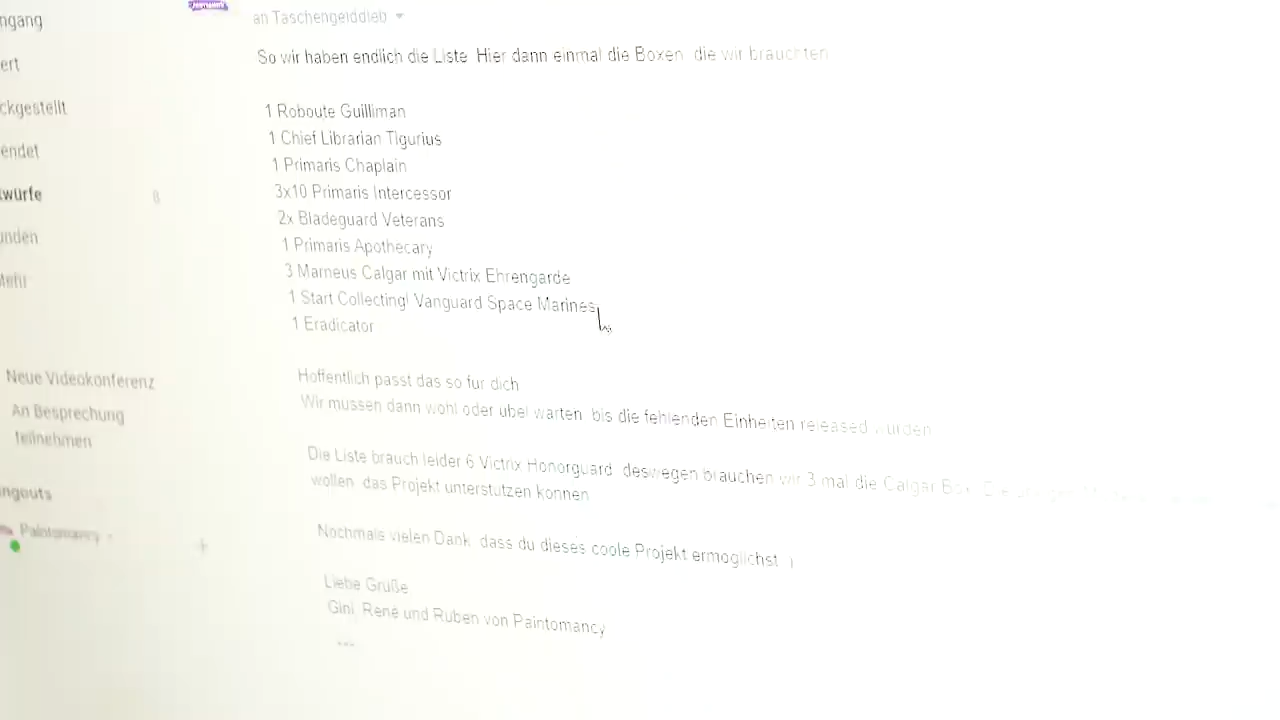 ngang
an Taschengelddieb
ert
So wir haben endlich die Liste Hier dann einmal die Boxen die wir brauchten
ckgestellt
endet
1 Roboute Guilliman
1 Chief Librarian Tigurius
1 Primaris Chaplain
3x10 Primaris Intercessor
2x Bladeguard Veterans
1 Primaris Apothecary
3 Marneus Calgar mit Victrix Ehrengarde
1 Start Collecting! Vanguard Space Marines
1 Eradicator
twürfe 8
unden
Mehr
Hoffentlich passt das so für dich
Wir müssen dann wohl oder übel warten bis die fehlenden Einheiten released wurden
Neue Videokonferenz
An Besprechung
teilnehmen
Die Liste brauch leider 6 Victrix Honorguard deswegen brauchen wir 3 mal die Calgar Box
wollen das Projekt unterstützen können
ngouts
Paintomancy
Nochmals vielen Dank dass du dieses coole Projekt ermöglichst :)
Liebe Grüße
Gini, René und Ruben von Paintomancy